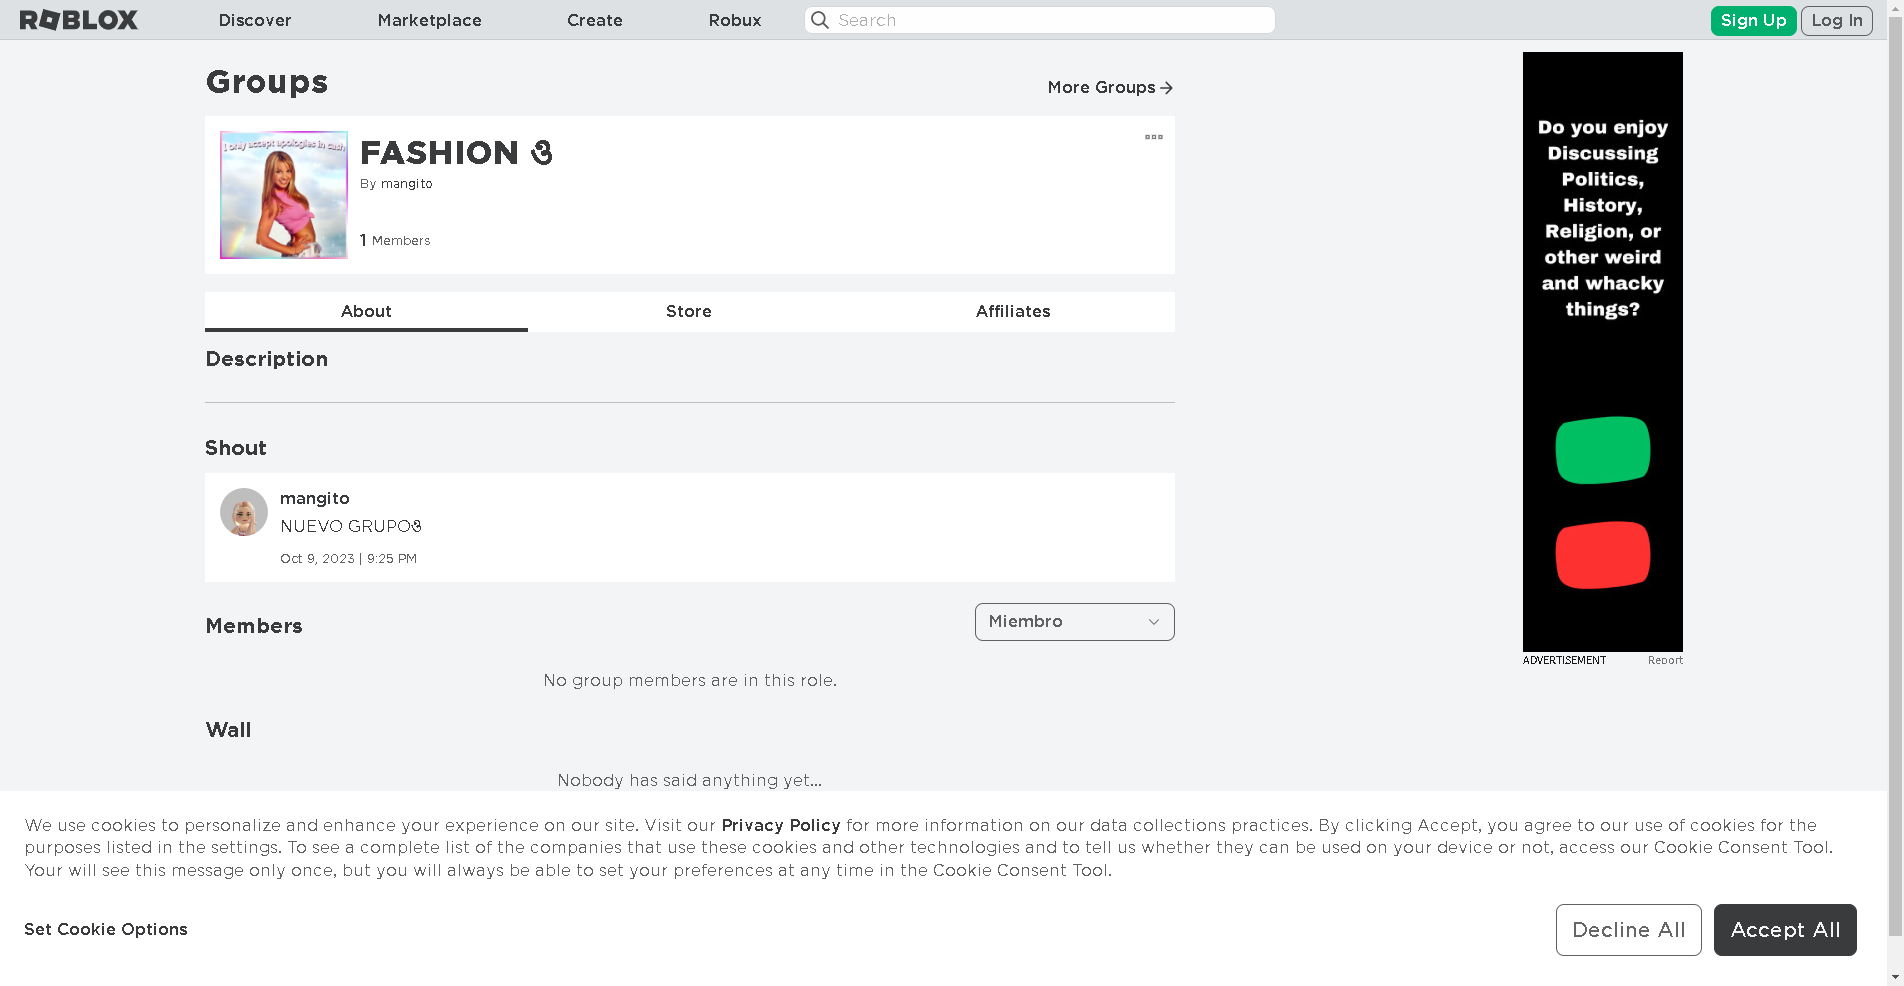 ROBLOX Discover Marketplace Create Robux Search Sign Up Log In
Groups
More Groups
I only accept apologies in cash
FASHION ঔ
By mangito
1 Members
About Store Affiliates
Description
Shout
mangito
NUEVO GRUPOঔ
Oct 9, 2023 | 9:25 PM
Members
Miembro
No group members are in this role.
Wall
Nobody has said anything yet...
Do you enjoy
Discussing
Politics,
History,
Religion, or
other weird
and whacky
things?
ADVERTISEMENT Report
We use cookies to personalize and enhance your experience on our site. Visit our Privacy Policy for more information on our data collections practices. By clicking Accept, you agree to our use of cookies for the
purposes listed in the settings. To see a complete list of the companies that use these cookies and other technologies and to tell us whether they can be used on your device or not, access our Cookie Consent Tool.
Your will see this message only once, but you will always be able to set your preferences at any time in the Cookie Consent Tool.
Set Cookie Options
Decline All
Accept All